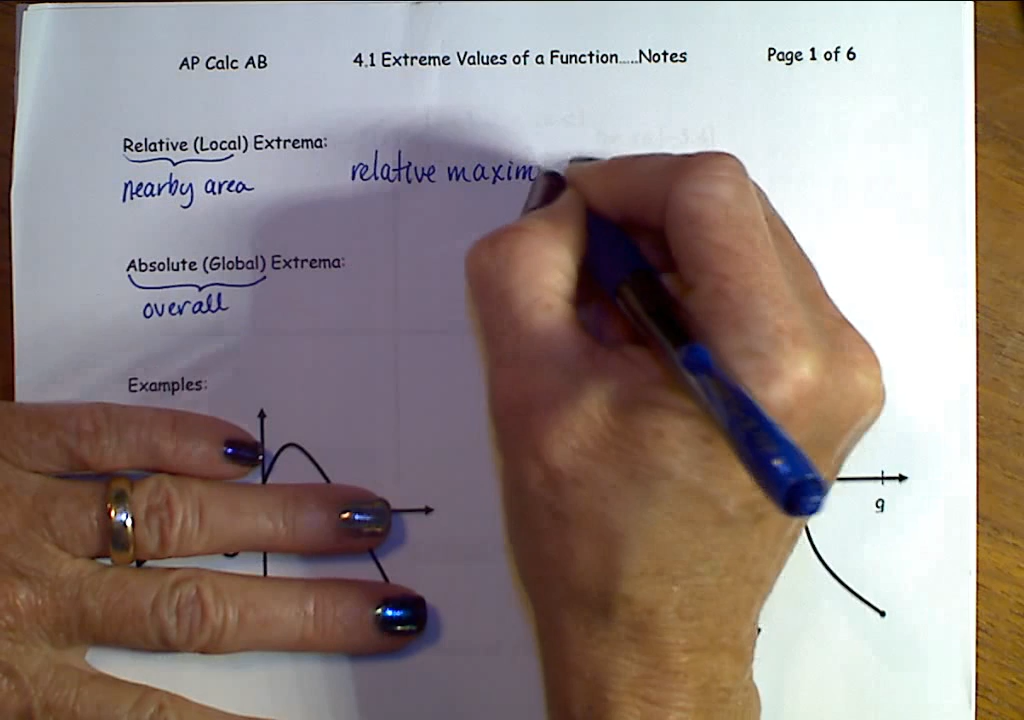 AP Calc AB 4.1 Extreme Values of a Function.....Notes Page 1 of 6
Relative (Local) Extrema:
nearby area relative maxim
Absolute (Global) Extrema:
overall
Examples:
9